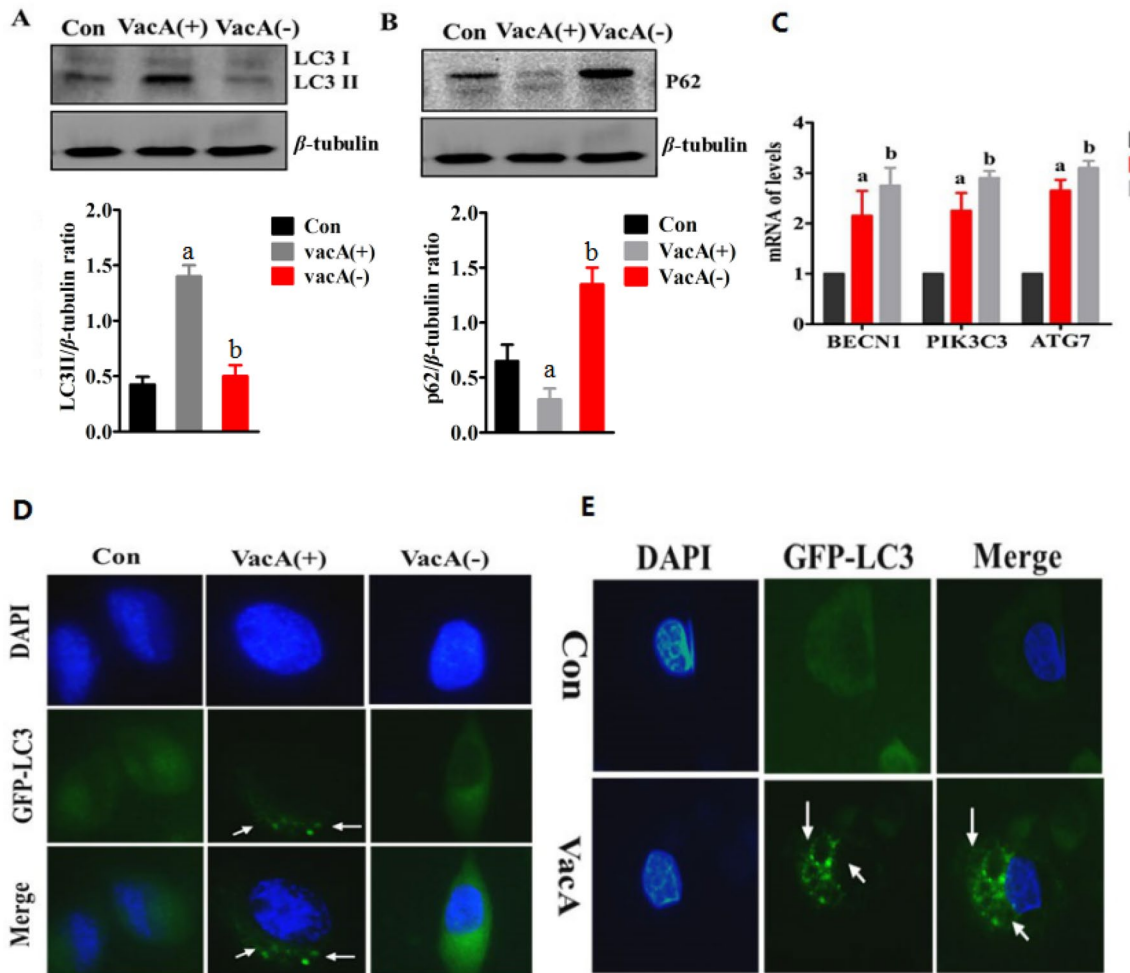 A
Con VacA(+) VacA(-)
LC3 I
LC3 II
β-tubulin
LC3II/β-tubulin ratio
2.0
1.5
1.0
0.5
0.0
a
b
Con
vacA(+)
vacA(-)
B
Con VacA(+) VacA(-)
P62
β-tubulin
p62/β-tubulin ratio
2.0
1.5
1.0
0.5
0.0
a
b
Con
VacA(+)
VacA(-)
C
mRNA of levels
4
3
2
1
0
a b a b a b
BECN1 PIK3C3 ATG7
D
Con VacA(+) VacA(-)
DAPI
GFP-LC3
Merge
E
DAPI GFP-LC3 Merge
Con
VacA